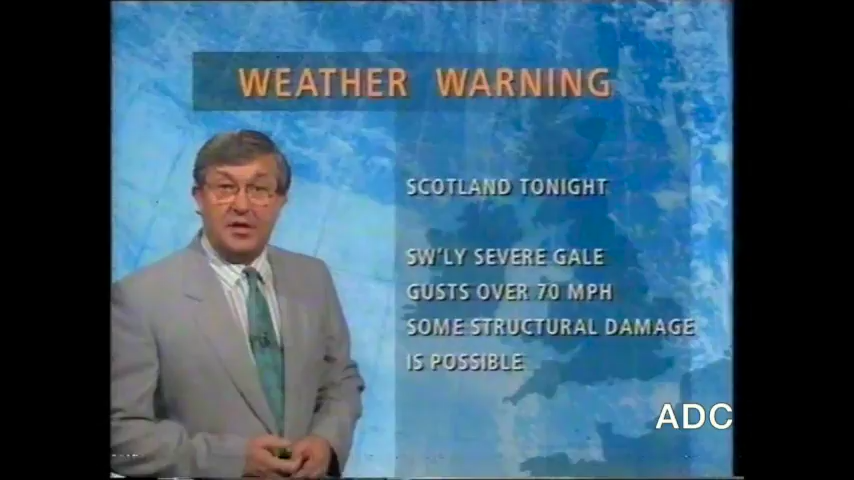 WEATHER WARNING
SCOTLAND TONIGHT
SW'LY SEVERE GALE
GUSTS OVER 70 MPH
SOME STRUCTURAL DAMAGE
IS POSSIBLE
ADC